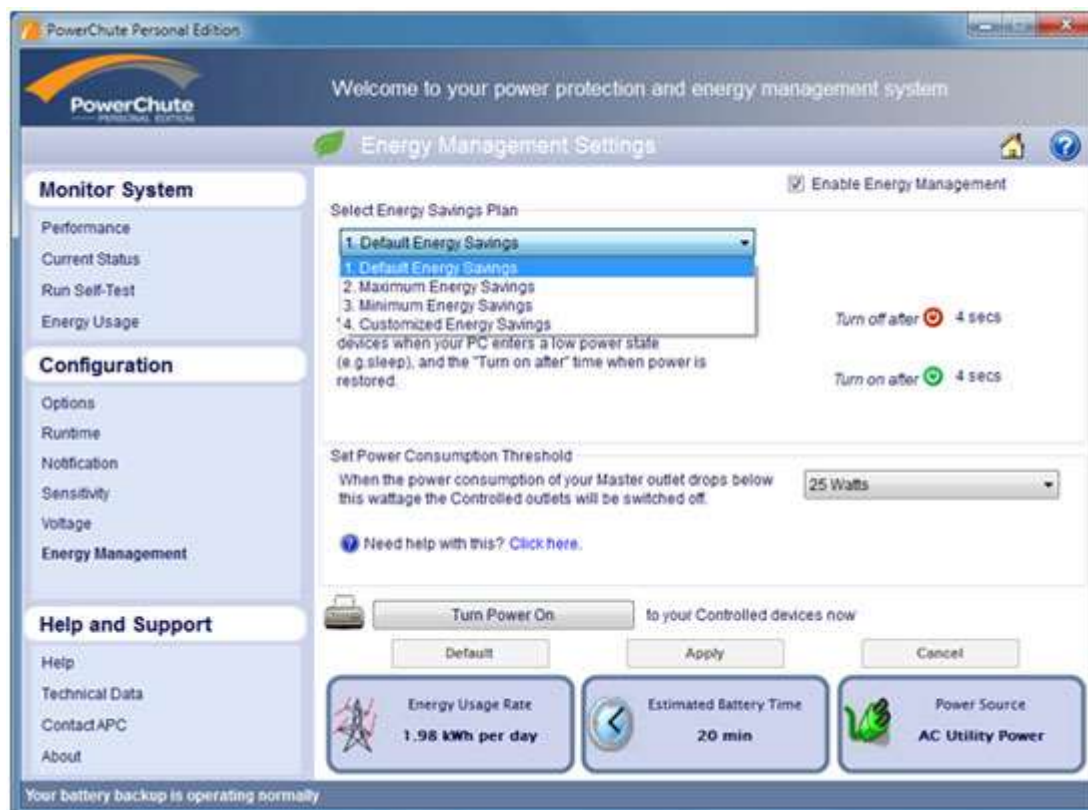 PowerChute Personal Edition
PowerChute
PERSONAL EDITION
Welcome to your power protection and energy management system
Energy Management Settings
Monitor System
Performance
Current Status
Run Self-Test
Energy Usage
Configuration
Options
Runtime
Notification
Sensitivity
Voltage
Energy Management
Help and Support
Help
Technical Data
Contact APC
About
Enable Energy Management
Select Energy Savings Plan
1. Default Energy Savings
1. Default Energy Savings
2. Maximum Energy Savings
3. Minimum Energy Savings
4. Customized Energy Savings
devices when your PC enters a low power state
(e.g.sleep), and the "Turn on after" time when power is
restored.
Turn off after 4 secs
Turn on after 4 secs
Set Power Consumption Threshold
When the power consumption of your Master outlet drops below
this wattage the Controlled outlets will be switched off.
25 Watts
Need help with this? Click here.
Turn Power On to your Controlled devices now
Default Apply Cancel
Energy Usage Rate
1.98 kWh per day
Estimated Battery Time
20 min
Power Source
AC Utility Power
Your battery backup is operating normally